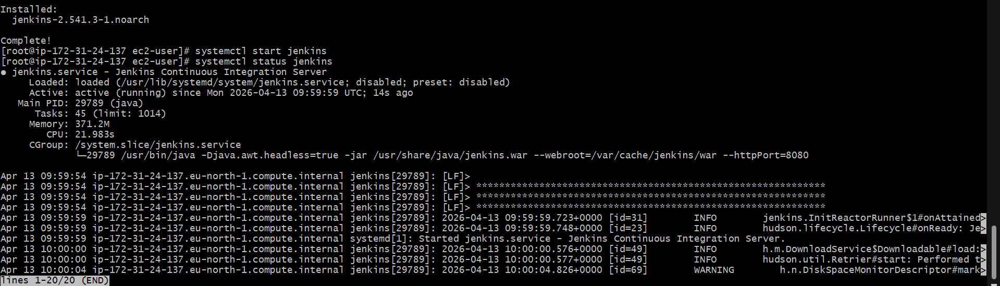 Installed:
  jenkins-2.541.3-1.noarch

Complete!
[root@ip-172-31-24-137 ec2-user]# systemctl start jenkins
[root@ip-172-31-24-137 ec2-user]# systemctl status jenkins
● jenkins.service - Jenkins Continuous Integration Server
     Loaded: loaded (/usr/lib/systemd/system/jenkins.service; disabled; preset: disabled)
     Active: active (running) since Mon 2026-04-13 09:59:59 UTC; 14s ago
   Main PID: 29789 (java)
      Tasks: 45 (limit: 1014)
     Memory: 371.2M
        CPU: 21.983s
     CGroup: /system.slice/jenkins.service
             └─29789 /usr/bin/java -Djava.awt.headless=true -jar /usr/share/java/jenkins.war --webroot=/var/cache/jenkins/war --httpPort=8080

Apr 13 09:59:54 ip-172-31-24-137.eu-north-1.compute.internal jenkins[29789]: [LF]>
Apr 13 09:59:54 ip-172-31-24-137.eu-north-1.compute.internal jenkins[29789]: [LF]> *************************************************************
Apr 13 09:59:54 ip-172-31-24-137.eu-north-1.compute.internal jenkins[29789]: [LF]> *************************************************************
Apr 13 09:59:54 ip-172-31-24-137.eu-north-1.compute.internal jenkins[29789]: [LF]> *************************************************************
Apr 13 09:59:59 ip-172-31-24-137.eu-north-1.compute.internal jenkins[29789]: 2026-04-13 09:59:59.723+0000 [id=31]        INFO        jenkins.InitReactorRunner$1#onAttained>
Apr 13 09:59:59 ip-172-31-24-137.eu-north-1.compute.internal jenkins[29789]: 2026-04-13 09:59:59.748+0000 [id=23]        INFO        hudson.lifecycle.Lifecycle#onReady: Je>
Apr 13 09:59:59 ip-172-31-24-137.eu-north-1.compute.internal systemd[1]: Started jenkins.service - Jenkins Continuous Integration Server.
Apr 13 10:00:00 ip-172-31-24-137.eu-north-1.compute.internal jenkins[29789]: 2026-04-13 10:00:00.576+0000 [id=49]        INFO        h.m.DownloadService$Downloadable#load:>
Apr 13 10:00:00 ip-172-31-24-137.eu-north-1.compute.internal jenkins[29789]: 2026-04-13 10:00:00.577+0000 [id=49]        INFO        hudson.util.Retrier#start: Performed t>
Apr 13 10:00:04 ip-172-31-24-137.eu-north-1.compute.internal jenkins[29789]: 2026-04-13 10:00:04.826+0000 [id=69]        WARNING        h.n.DiskSpaceMonitorDescriptor#mark>
lines 1-20/20 (END)